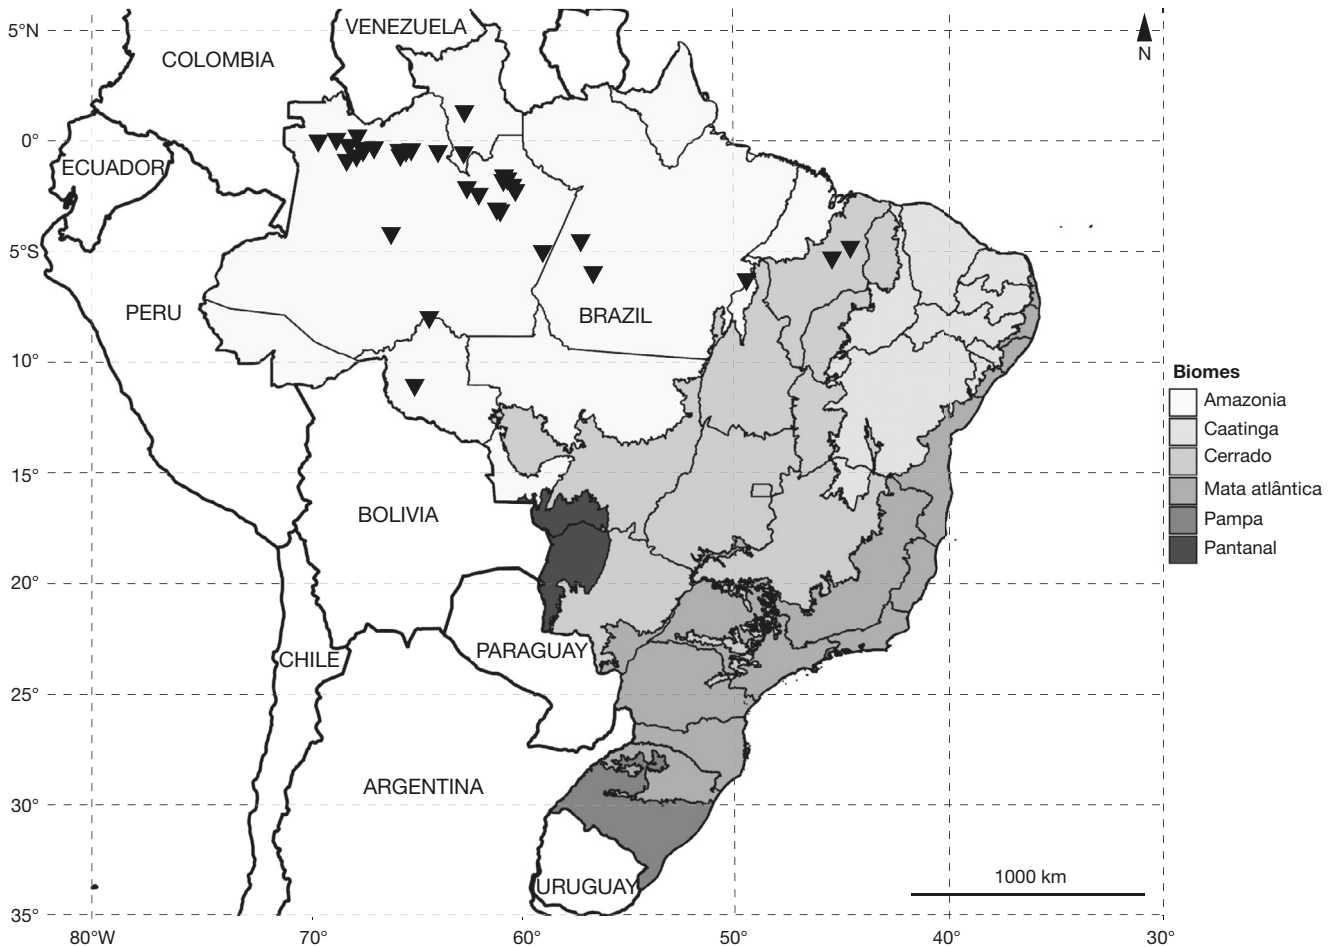 5°N
VENEZUELA
N
COLOMBIA
0°
ECUADOR
5°S
PERU
BRAZIL
10°
Biomes
Amazonia
Caatinga
Cerrado
15°
Mata atlântica
BOLIVIA
Pampa
Pantanal
20°
PARAGUAY
CHILE
25°
ARGENTINA
30°
1000 km
URUGUAY
35°
80°W
70°
60°
50°
40°
30°